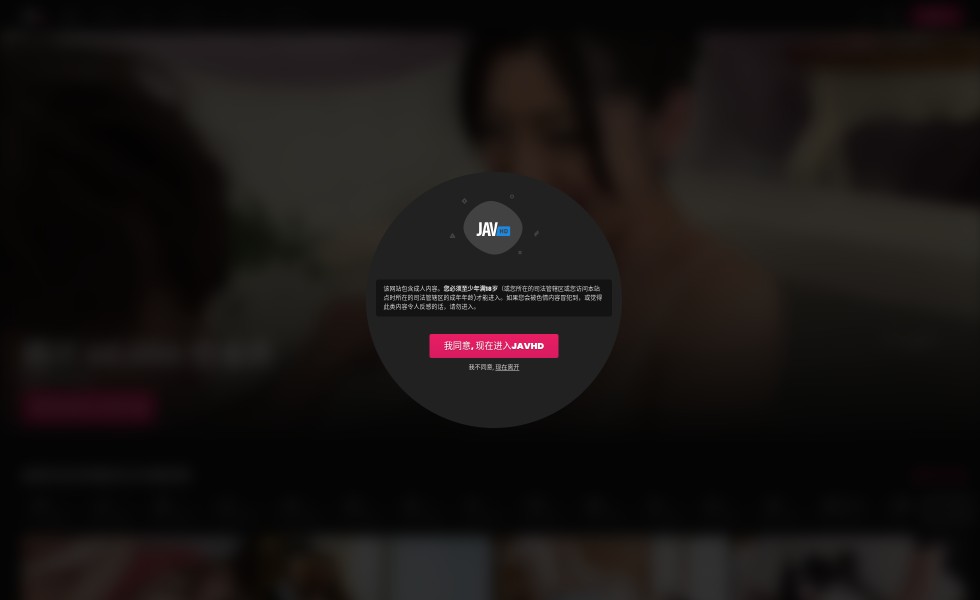 JAV HD
该网站包含成人内容。您必须至少年满18岁（或您所在的司法管辖区或您访问本站
点时所在的司法管辖区的成年年龄)才能进入。如果您会被色情内容冒犯到，或觉得
此类内容令人反感的话，请勿进入。
我同意, 现在进入JAVHD
我不同意, 现在离开